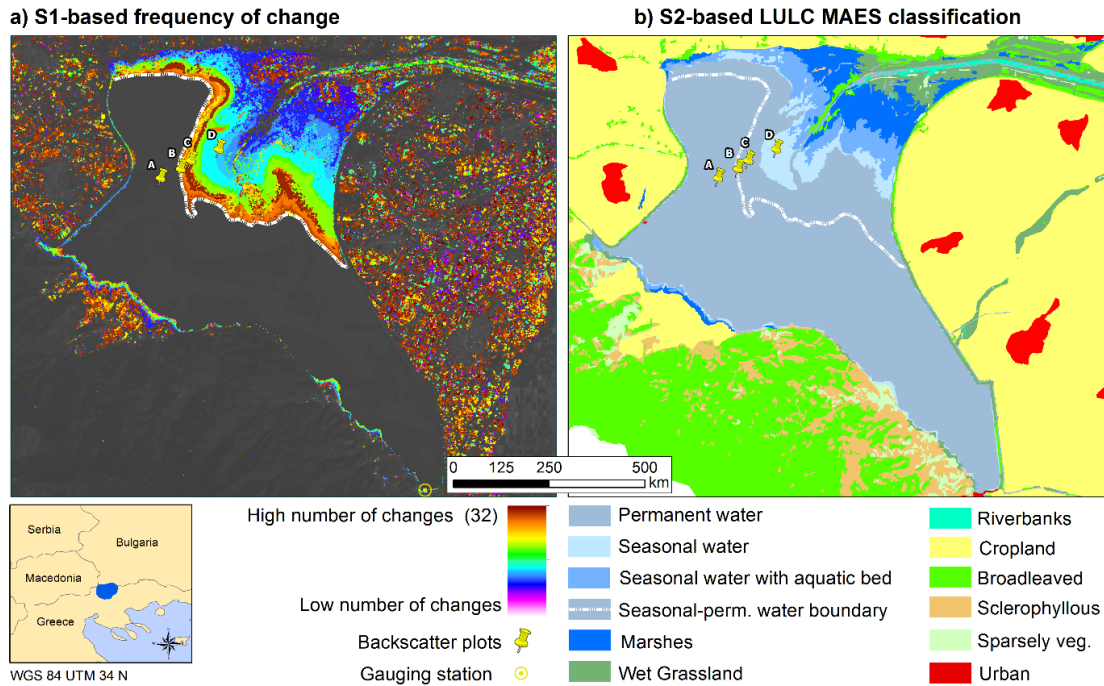 a) S1-based frequency of change
b) S2-based LULC MAES classification
A
B
C
D
A
B
C
D
0 125 250 500
km
High number of changes (32)
Low number of changes
Backscatter plots
Gauging station
Serbia
Bulgaria
Macedonia
Greece
WGS 84 UTM 34 N
Permanent water
Seasonal water
Seasonal water with aquatic bed
Seasonal-perm. water boundary
Marshes
Wet Grassland
Riverbanks
Cropland
Broadleaved
Sclerophyllous
Sparsely veg.
Urban